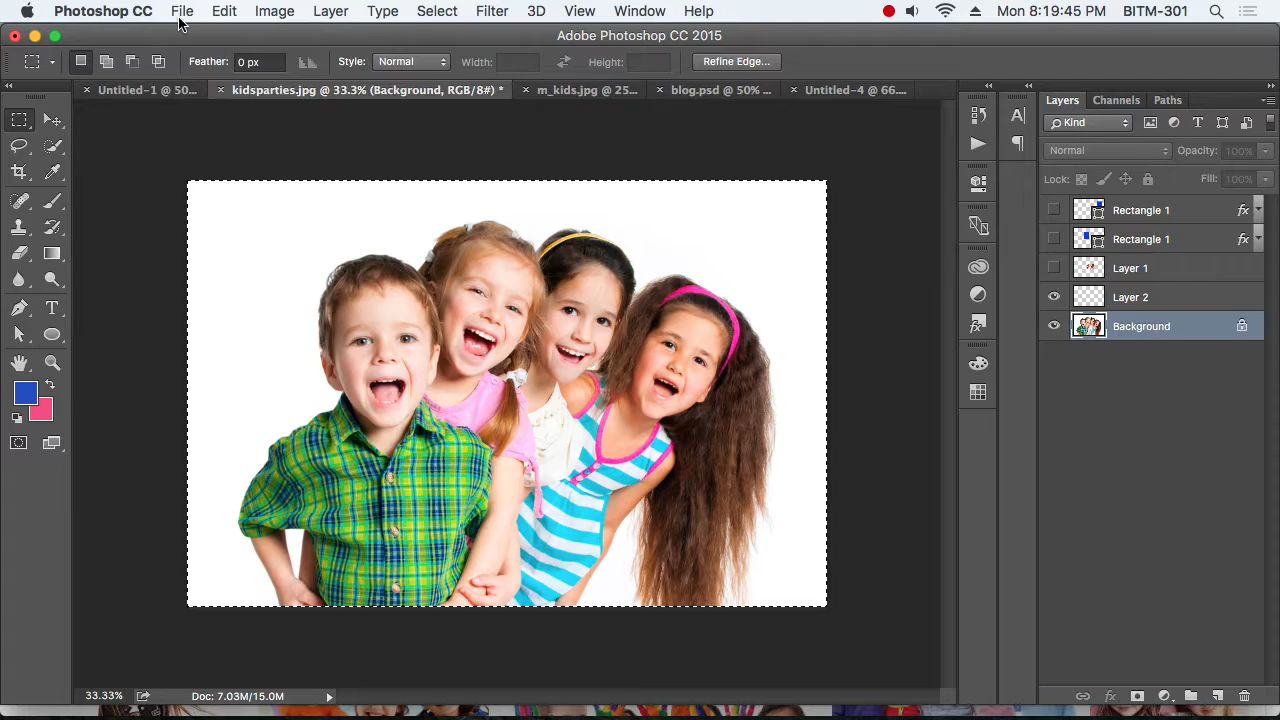 Photoshop CC File Edit Image Layer Type Select Filter 3D View Window Help Mon 8:19:45 PM BITM-301
Adobe Photoshop CC 2015
Feather: 0 px Style: Normal Width: Height: Refine Edge...
Untitled-1 @ 50... kidsparties.jpg @ 33.3% (Background, RGB/8#) * m_kids.jpg @ 25... blog.psd @ 50% ... Untitled-4 @ 66....
Layers Channels Paths
Kind
Normal Opacity: 100%
Lock: Fill: 100%
Rectangle 1 fx
Rectangle 1 fx
Layer 1
Layer 2
Background
33.33% Doc: 7.03M/15.0M